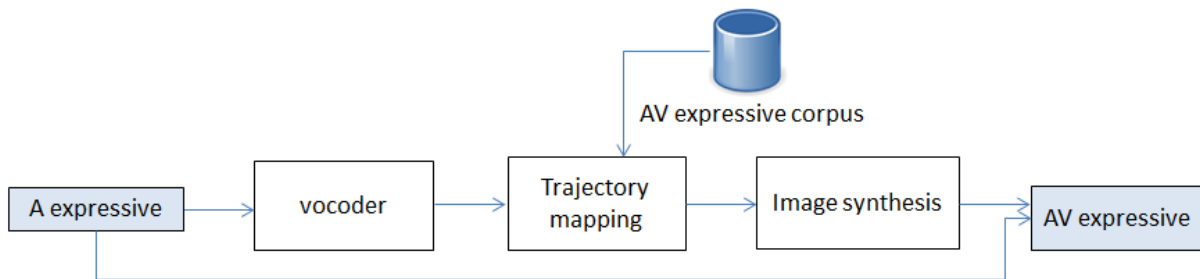 AV expressive corpus
A expressive
vocoder
Trajectory
mapping
Image synthesis
AV expressive